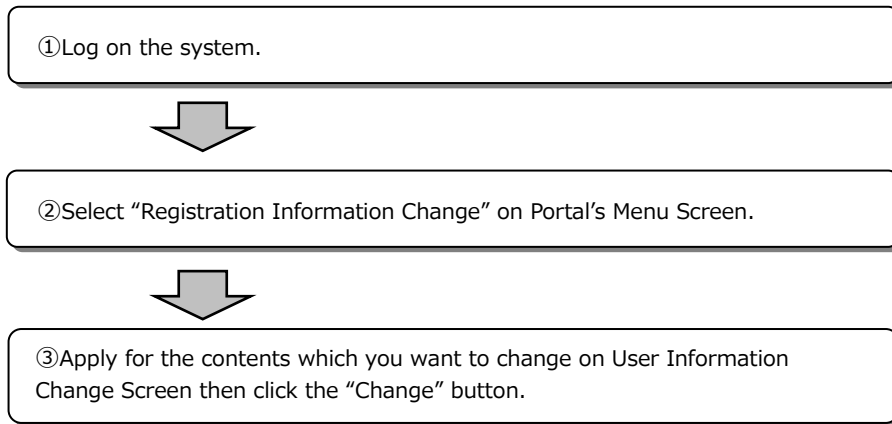 ①Log on the system.
②Select “Registration Information Change” on Portal’s Menu Screen.
③Apply for the contents which you want to change on User Information
Change Screen then click the “Change” button.